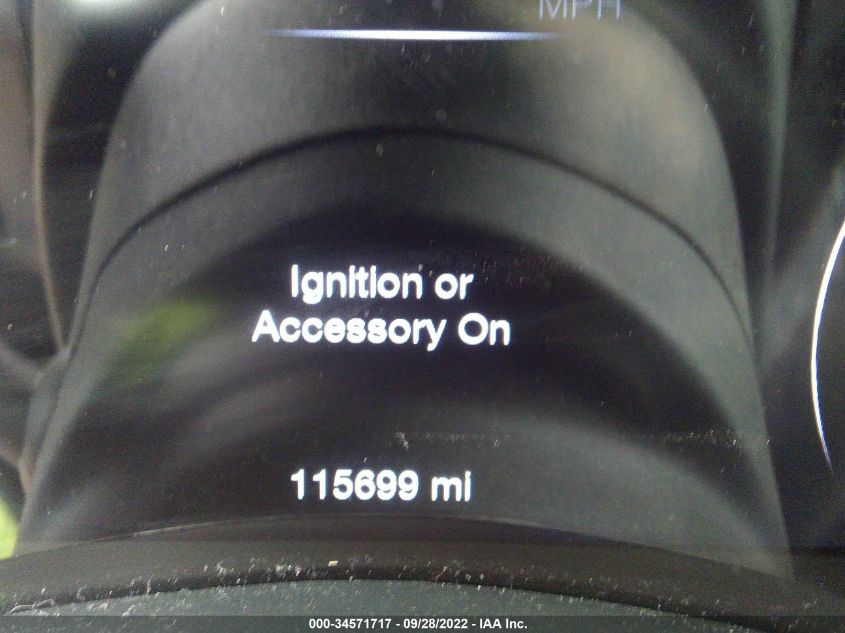 MPH
Ignition or
Accessory On
115699 mi
000-34571717 - 09/28/2022 - IAA Inc.